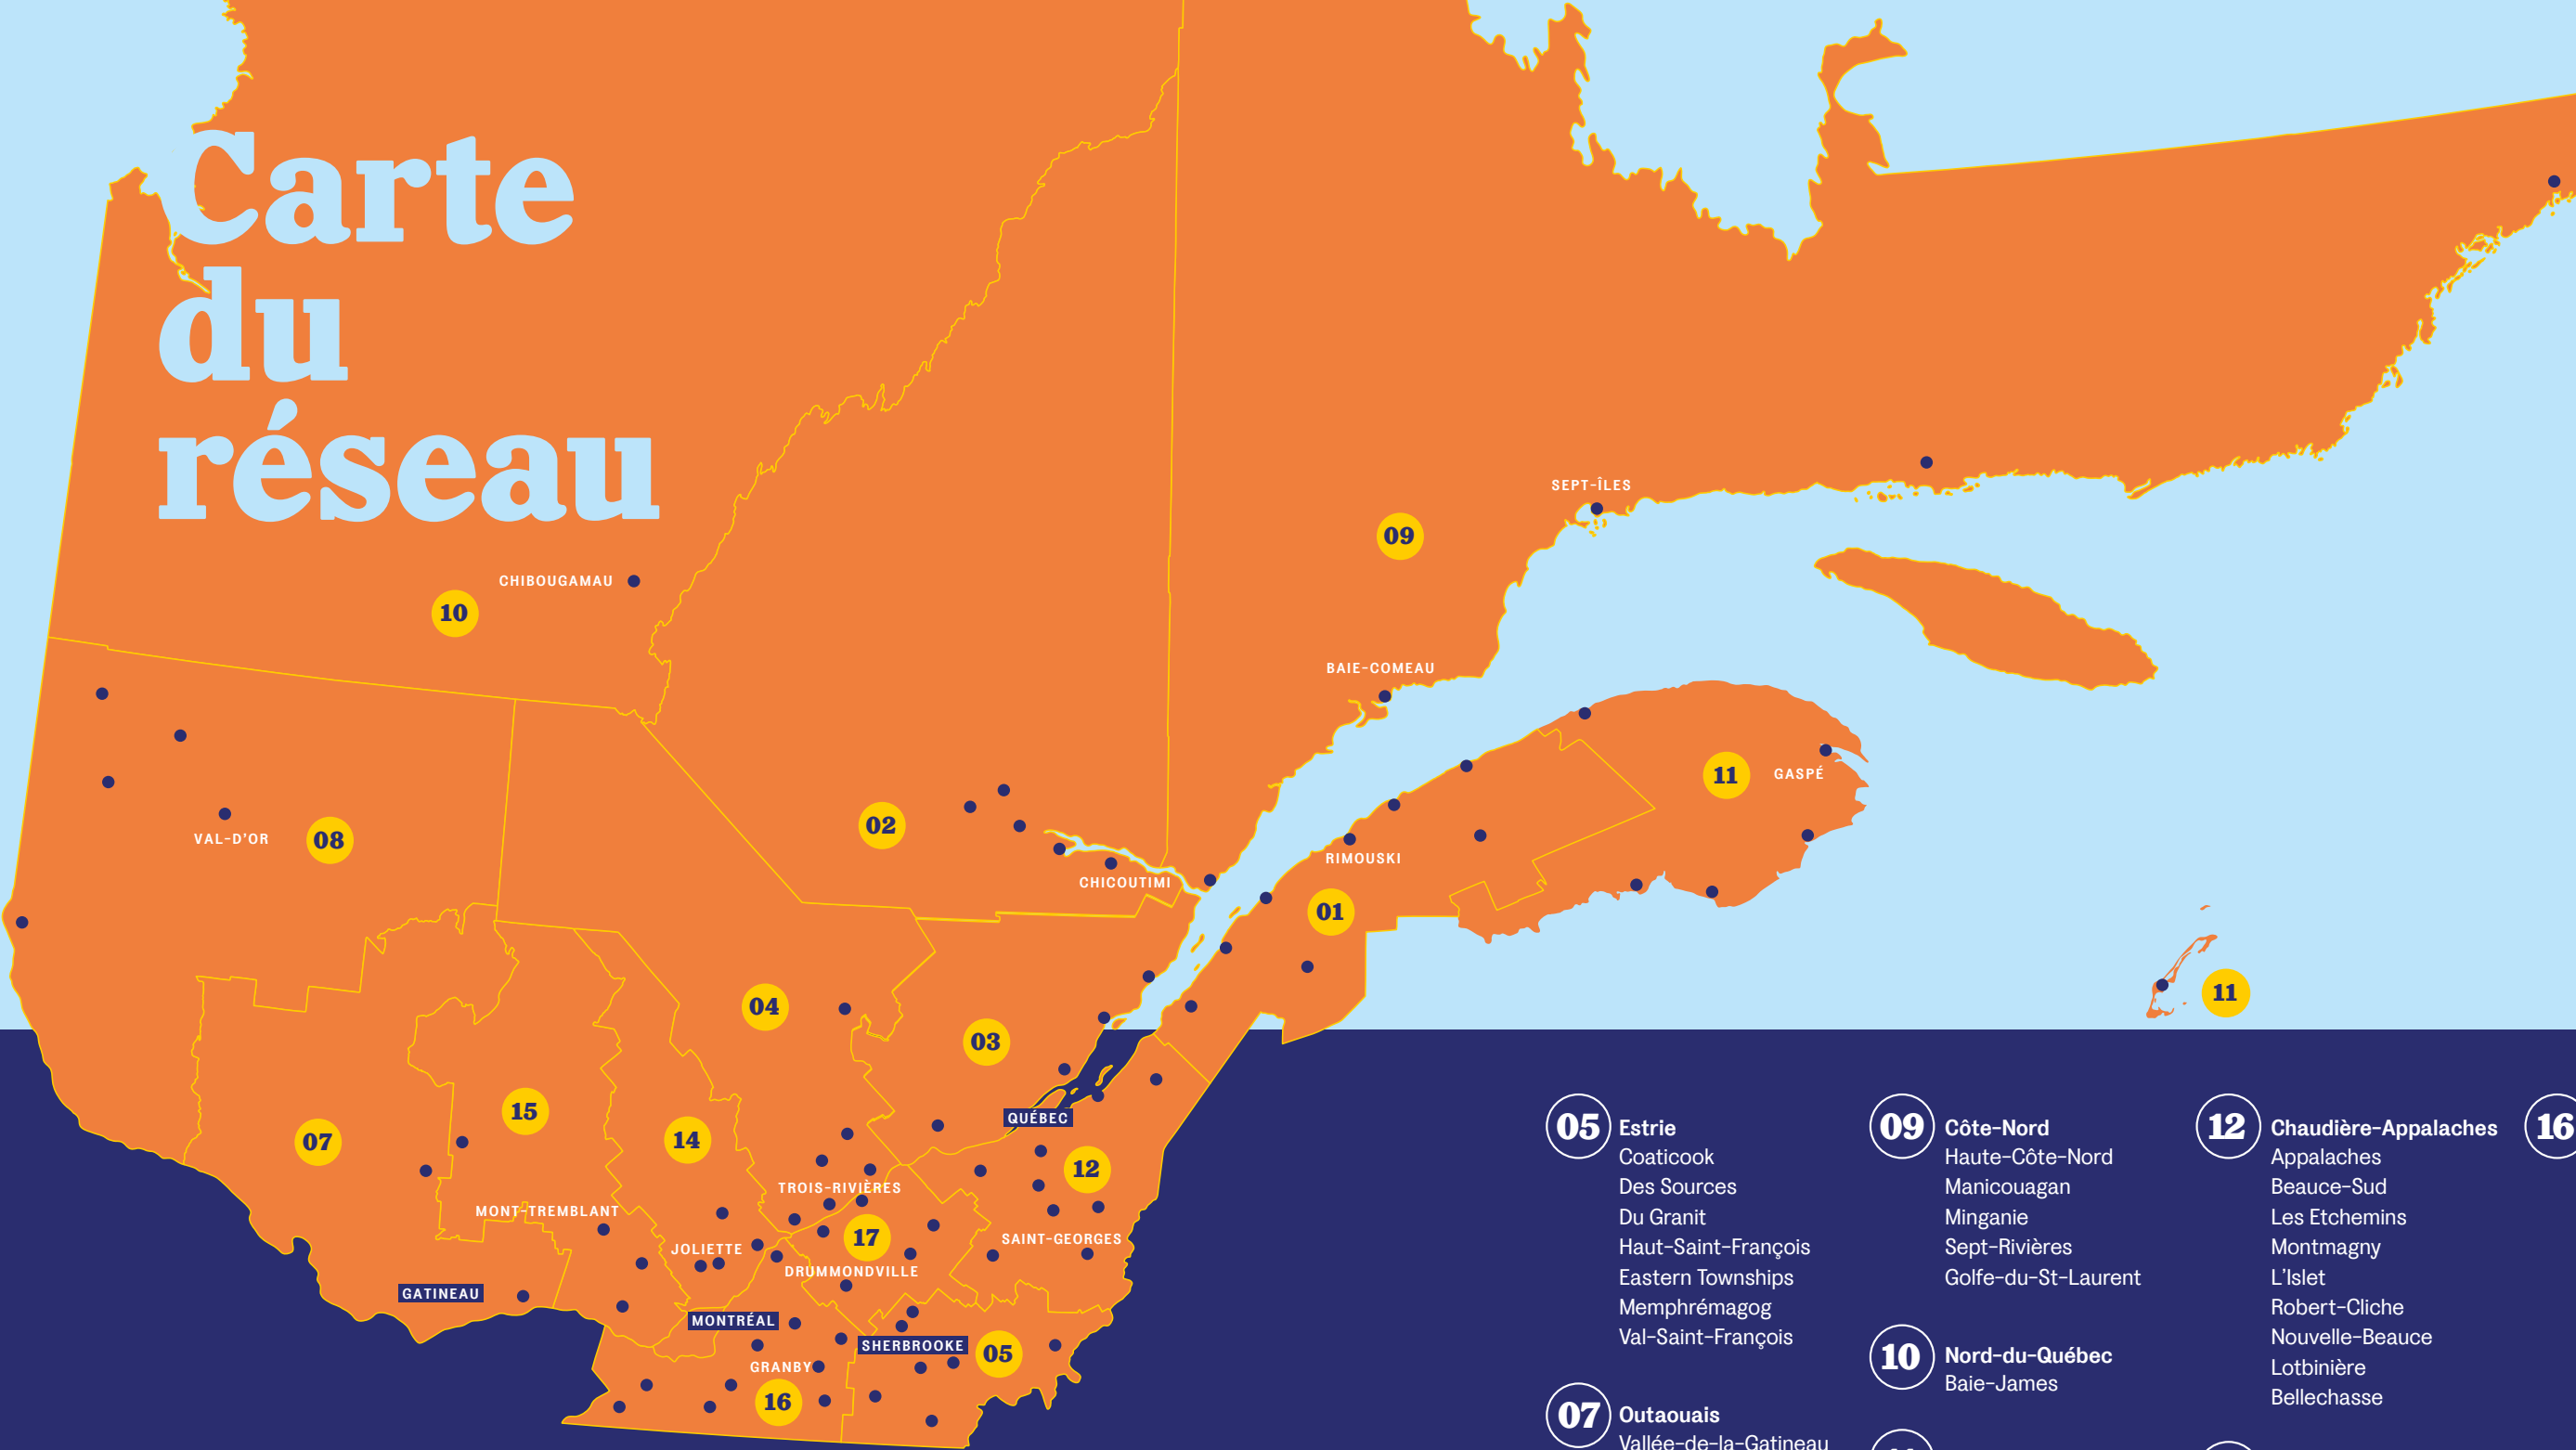 Carte
du
réseau
SEPT-ÎLES
09
CHIBOUGAMAU
10
BAIE-COMEAU
11
GASPÉ
02
VAL-D'OR
08
RIMOUSKI
CHICOUTIMI
01
11
04
03
15
QUÉBEC
07
14
12
TROIS-RIVIÈRES
MONT-TREMBLANT
17
SAINT-GEORGES
JOLIETTE
DRUMMONDVILLE
GATINEAU
MONTRÉAL
SHERBROOKE
05
GRANBY
16
05 Estrie
Coaticook
Des Sources
Du Granit
Haut-Saint-François
Eastern Townships
Memphrémagog
Val-Saint-François
07 Outaouais
Vallée-de-la-Gatineau
09 Côte-Nord
Haute-Côte-Nord
Manicouagan
Minganie
Sept-Rivières
Golfe-du-St-Laurent
10 Nord-du-Québec
Baie-James
12 Chaudière-Appalaches
Appalaches
Beauce-Sud
Les Etchemins
Montmagny
L'Islet
Robert-Cliche
Nouvelle-Beauce
Lotbinière
Bellechasse
16